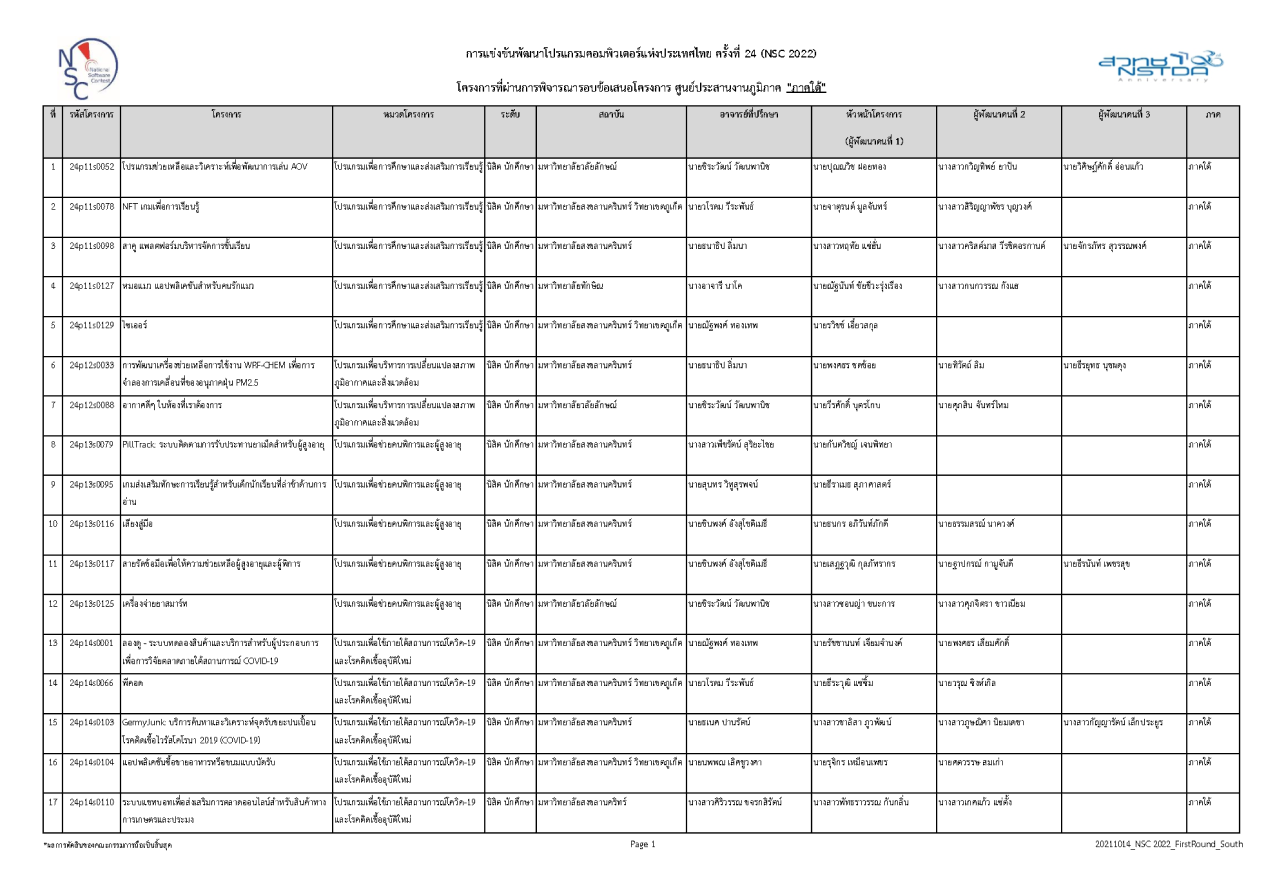 NSC National Software Contest
การแข่งขันพัฒนาโปรแกรมคอมพิวเตอร์แห่งประเทศไทย ครั้งที่ 24 (NSC 2022)
สวทช NSTDA Anniversary
โครงการที่ผ่านการพิจารณารอบข้อเสนอโครงการ ศูนย์ประสานงานภูมิภาค "ภาคใต้"
ที่ รหัสโครงการ โครงการ หมวดโครงการ ระดับ สถาบัน อาจารย์ที่ปรึกษา หัวหน้าโครงการ ผู้พัฒนาคนที่ 2 ผู้พัฒนาคนที่ 3 ภาค
(ผู้พัฒนาคนที่ 1)
1 24p11s0052 โปรแกรมช่วยเหลือและวิเคราะห์เพื่อพัฒนาการเล่น AOV โปรแกรมเพื่อการศึกษาและส่งเสริมการเรียนรู้ นิสิต นักศึกษา มหาวิทยาลัยวลัยลักษณ์ นายชิระวัฒน์ วัฒนพานิช นายปุณณวิช ฝอยทอง นางสาวกวิญทิพย์ ยาปัน นายวิศิษฎ์ศักดิ์ อ่อนแก้ว ภาคใต้
2 24p11s0078 NFT เกมเพื่อการเรียนรู้ โปรแกรมเพื่อการศึกษาและส่งเสริมการเรียนรู้ นิสิต นักศึกษา มหาวิทยาลัยสงขลานครินทร์ วิทยาเขตภูเก็ต นายวโรดม วีระพันธ์ นายจาตุรนต์ มูลจันทร์ นางสาวสิริญญาพัชร บุญวงศ์ ภาคใต้
3 24p11s0098 สาคู แพลตฟอร์มบริหารจัดการชั้นเรียน โปรแกรมเพื่อการศึกษาและส่งเสริมการเรียนรู้ นิสิต นักศึกษา มหาวิทยาลัยสงขลานครินทร์ นายธนาธิป ลิ่มนา นางสาวหฤทัย แซ่ฮั่น นางสาวคริสต์มาส วีรชิตอรกานต์ นายจักรภัทร สุวรรณพงศ์ ภาคใต้
4 24p11s0127 หมอแมว แอปพลิเคชันสำหรับคนรักแมว โปรแกรมเพื่อการศึกษาและส่งเสริมการเรียนรู้ นิสิต นักศึกษา มหาวิทยาลัยทักษิณ นางอาจารี นาโค นายณัฐนันท์ ชัยชีวะรุ่งเรือง นางสาวกนกวรรณ กังแฮ ภาคใต้
5 24p11s0129 ไซเออร์ โปรแกรมเพื่อการศึกษาและส่งเสริมการเรียนรู้ นิสิต นักศึกษา มหาวิทยาลัยสงขลานครินทร์ วิทยาเขตภูเก็ต นายณัฐพงศ์ ทองเทพ นายรวิชช์ เอี่ยวสกุล ภาคใต้
6 24p12s0033 การพัฒนาเครื่องช่วยเหลือการใช้งาน WRF-CHEM เพื่อการ โปรแกรมเพื่อบริหารการเปลี่ยนแปลงสภาพ นิสิต นักศึกษา มหาวิทยาลัยสงขลานครินทร์ นายธนาธิป ลิ่มนา นายพงศธร ชดช้อย นายทิวัตถ์ ลิ่ม นายธีรยุทธ นุชผดุง ภาคใต้
จำลองการเคลื่อนที่ของอนุภาคฝุ่น PM2.5 ภูมิอากาศและสิ่งแวดล้อม
7 24p12s0088 อากาศดีๆ ในห้องที่เราต้องการ โปรแกรมเพื่อบริหารการเปลี่ยนแปลงสภาพ นิสิต นักศึกษา มหาวิทยาลัยวลัยลักษณ์ นายชิระวัฒน์ วัฒนพานิช นายวีรศักดิ์ บุตรโกบ นายศุภสิน จันทร์ไหม ภาคใต้
ภูมิอากาศและสิ่งแวดล้อม
8 24p13s0079 PillTrack: ระบบติดตามการรับประทานยาเม็ดสำหรับผู้สูงอายุ โปรแกรมเพื่อช่วยคนพิการและผู้สูงอายุ นิสิต นักศึกษา มหาวิทยาลัยสงขลานครินทร์ นางสาวเพ็ชรัตน์ สุริยะไชย นายกันตวิชญ์ เจนพิทยา ภาคใต้
9 24p13s0095 เกมส่งเสริมทักษะการเรียนรู้สำหรับเด็กนักเรียนที่ล่าช้าด้านการ โปรแกรมเพื่อช่วยคนพิการและผู้สูงอายุ นิสิต นักศึกษา มหาวิทยาลัยสงขลานครินทร์ นายสุนทร วิทูสุรพจน์ นายธีราเมธ สุภาศาสตร์ ภาคใต้
อ่าน
10 24p13s0116 เสียงสู่มือ โปรแกรมเพื่อช่วยคนพิการและผู้สูงอายุ นิสิต นักศึกษา มหาวิทยาลัยสงขลานครินทร์ นายชินพงศ์ อังสุโชติเมธี นายธนกร อภิวันท์ภักดี นายธรรมสรณ์ นาควงศ์ ภาคใต้
11 24p13s0117 สายรัดข้อมือเพื่อให้ความช่วยเหลือผู้สูงอายุและผู้พิการ โปรแกรมเพื่อช่วยคนพิการและผู้สูงอายุ นิสิต นักศึกษา มหาวิทยาลัยสงขลานครินทร์ นายชินพงศ์ อังสุโชติเมธี นายเสฏฐวุฒิ กุลภัทรากร นายฐาปกรณ์ กามูจันดี นายธีรนันท์ เพชรสุข ภาคใต้
12 24p13s0125 เครื่องจ่ายยาสมาร์ท โปรแกรมเพื่อช่วยคนพิการและผู้สูงอายุ นิสิต นักศึกษา มหาวิทยาลัยวลัยลักษณ์ นายชิระวัฒน์ วัฒนพานิช นางสาวซอนญ่า ชนะการ นางสาวศุภจิตรา ชาวเนียม ภาคใต้
13 24p14s0001 ลองดู - ระบบทดลองสินค้าและบริการสำหรับผู้ประกอบการ โปรแกรมเพื่อใช้ภายใต้สถานการณ์โควิด-19 นิสิต นักศึกษา มหาวิทยาลัยสงขลานครินทร์ วิทยาเขตภูเก็ต นายณัฐพงศ์ ทองเทพ นายรัชชานนท์ เจียมจำนงค์ นายพงศธร เสียมศักดิ์ ภาคใต้
เพื่อการวิจัยตลาดภายใต้สถานการณ์ COVID-19 และโรคติดเชื้ออุบัติใหม่
14 24p14s0066 พีคอด โปรแกรมเพื่อใช้ภายใต้สถานการณ์โควิด-19 นิสิต นักศึกษา มหาวิทยาลัยสงขลานครินทร์ วิทยาเขตภูเก็ต นายวโรดม วีระพันธ์ นายธีระวุฒิ แซ่ซิ้ม นายวรุณ ชิงห์เกิล ภาคใต้
และโรคติดเชื้ออุบัติใหม่
15 24p14s0103 GermyJunk: บริการค้นหาและวิเคราะห์จุดรับขยะปนเปื้อน โปรแกรมเพื่อใช้ภายใต้สถานการณ์โควิด-19 นิสิต นักศึกษา มหาวิทยาลัยสงขลานครินทร์ นายธเนศ ปานรัตน์ นางสาวชาลิสา ภูวพัฒน์ นางสาวภูษณิศา นิยมเดชา นางสาวกัญญารัตน์ เล็กประยูร ภาคใต้
โรคติดเชื้อไวรัสโคโรนา 2019 (COVID-19) และโรคติดเชื้ออุบัติใหม่
16 24p14s0104 แอปพลิเคชันซื้อขายอาหารหรือขนมแบบนัดรับ โปรแกรมเพื่อใช้ภายใต้สถานการณ์โควิด-19 นิสิต นักศึกษา มหาวิทยาลัยสงขลานครินทร์ วิทยาเขตภูเก็ต นายนพพณ เลิศชูวงศา นายรุจิกร เหมือนเพชร นายศตวรรษ สมเก่า ภาคใต้
และโรคติดเชื้ออุบัติใหม่
17 24p14s0110 ระบบแชทบอทเพื่อส่งเสริมการตลาดออนไลน์สำหรับสินค้าทาง โปรแกรมเพื่อใช้ภายใต้สถานการณ์โควิด-19 นิสิต นักศึกษา มหาวิทยาลัยสงขลาคริทร์ นางสาวศิริวรรณ ขจรกสิรัตน์ นางสาวพัทธราวรรณ กันกลิ่น นางสาวเกศแก้ว แซ่ตั้ง ภาคใต้
การเกษตรและประมง และโรคติดเชื้ออุบัติใหม่
*ผลการตัดสินของคณะกรรมการถือเป็นสิ้นสุด Page 1 20211014_NSC 2022_FirstRound_South